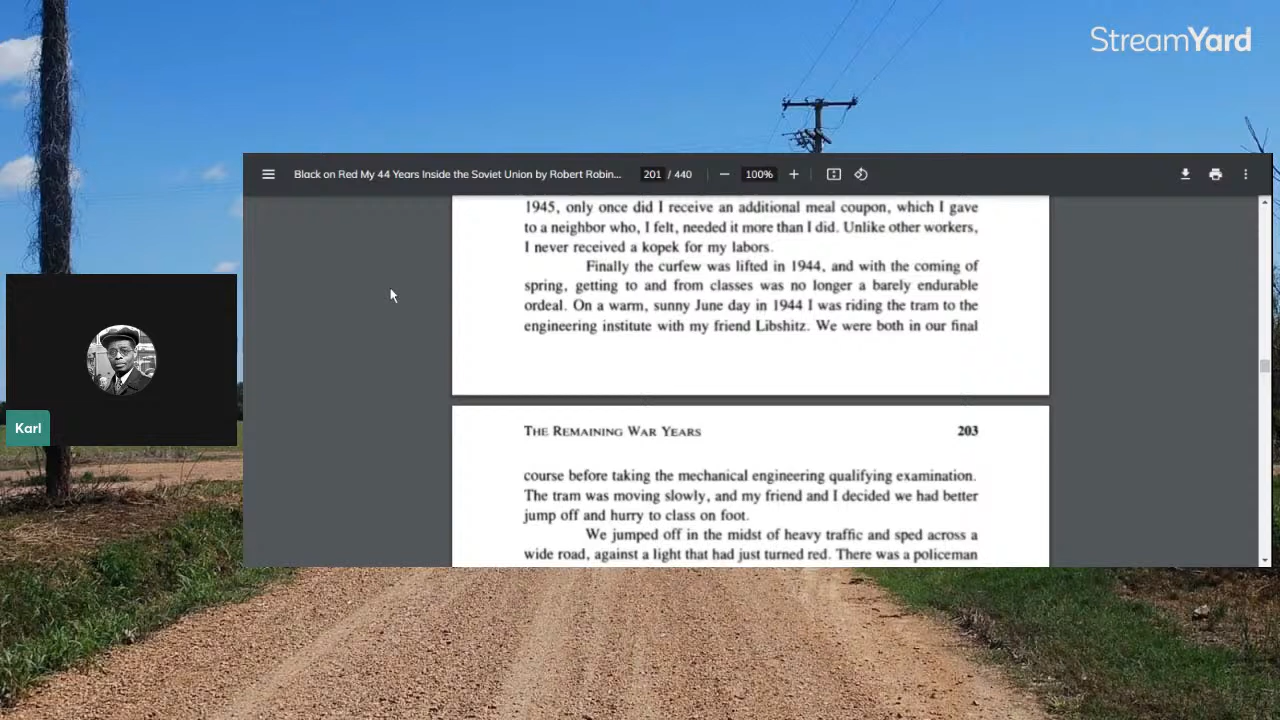 StreamYard
Black on Red My 44 Years Inside the Soviet Union by Robert Robin...
201 / 440
100%
1945, only once did I receive an additional meal coupon, which I gave
to a neighbor who, I felt, needed it more than I did. Unlike other workers,
I never received a kopek for my labors.
Finally the curfew was lifted in 1944, and with the coming of
spring, getting to and from classes was no longer a barely endurable
ordeal. On a warm, sunny June day in 1944 I was riding the tram to the
engineering institute with my friend Libshitz. We were both in our final
Karl
THE REMAINING WAR YEARS 203
course before taking the mechanical engineering qualifying examination.
The tram was moving slowly, and my friend and I decided we had better
jump off and hurry to class on foot.
We jumped off in the midst of heavy traffic and sped across a
wide road, against a light that had just turned red. There was a policeman